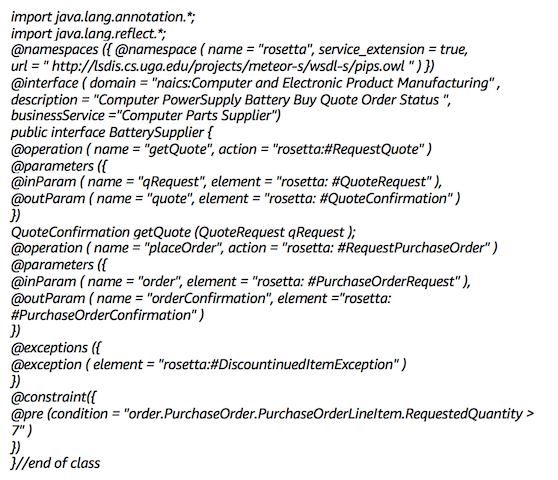 import java.lang.annotation.*;
import java.lang.reflect.*;
@namespaces ({ @namespace ( name = "rosetta", service_extension = true,
url = " http://lsdis.cs.uga.edu/projects/meteor-s/wsdl-s/pips.owl " ) })
@interface ( domain = "naics:Computer and Electronic Product Manufacturing" ,
description = "Computer PowerSupply Battery Buy Quote Order Status ",
businessService ="Computer Parts Supplier")
public interface BatterySupplier {
@operation ( name = "getQuote", action = "rosetta:#RequestQuote" )
@parameters ({
@inParam ( name = "qRequest", element = "rosetta: #QuoteRequest" ),
@outParam ( name = "quote", element = "rosetta: #QuoteConfirmation" )
})
QuoteConfirmation getQuote (QuoteRequest qRequest );
@operation ( name = "placeOrder", action = "rosetta: #RequestPurchaseOrder" )
@parameters ({
@inParam ( name = "order", element = "rosetta: #PurchaseOrderRequest" ),
@outParam ( name = "orderConfirmation", element ="rosetta:
#PurchaseOrderConfirmation" )
})
@exceptions ({
@exception ( element = "rosetta:#DiscountinuedItemException" )
})
@constraint({
@pre (condition = "order.PurchaseOrder.PurchaseOrderLineItem.RequestedQuantity >
7" )
})
}//end of class